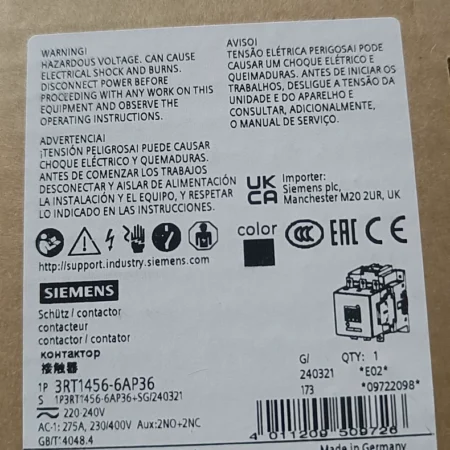 WARNING!
HAZARDOUS VOLTAGE. CAN CAUSE
ELECTRICAL SHOCK AND BURNS.
DISCONNECT POWER BEFORE
PROCEEDING WITH ANY WORK ON THIS
EQUIPMENT AND OBSERVE THE
OPERATING INSTRUCTIONS.
ADVERTENCIA!
¡TENSIÓN PELIGROSA! PUEDE CAUSAR
CHOQUE ELÉCTRICO Y QUEMADURAS.
ANTES DE COMENZAR LOS TRABAJOS
DESCONECTAR Y AISLAR DE ALIMENTACIÓN
LA INSTALACIÓN Y EL EQUIPO, Y RESPETAR
LO INDICADO EN LAS INSTRUCCIONES.
AVISO!
TENSÃO ELÉTRICA PERIGOSA! PODE
CAUSAR UM CHOQUE ELÉTRICO E
QUEIMADURAS. ANTES DE INICIAR OS
TRABALHOS, DESLIGUE A TENSÃO DA
UNIDADE E DO APARELHO E
CONSULTAR, ADICIONALMENTE,
O MANUAL DE SERVIÇO.
UK
CA
Importer:
Siemens plc,
Manchester M20 2UR, UK
color
CCC
EAC
CE
http://support.industry.siemens.com
SIEMENS
Schütz / contactor
contacteur
contactor / contator
контактор
接触器
1P 3RT1456-6AP36
S 1P3RT1456-6AP36+SG/240321
220-240V
AC-1: 275A, 230/400V Aux:2NO+2NC
GB/T 4048.4
G/ QTY: 1
240321 *E02*
173 *09722098*
4 011209 509726
Made in Germany